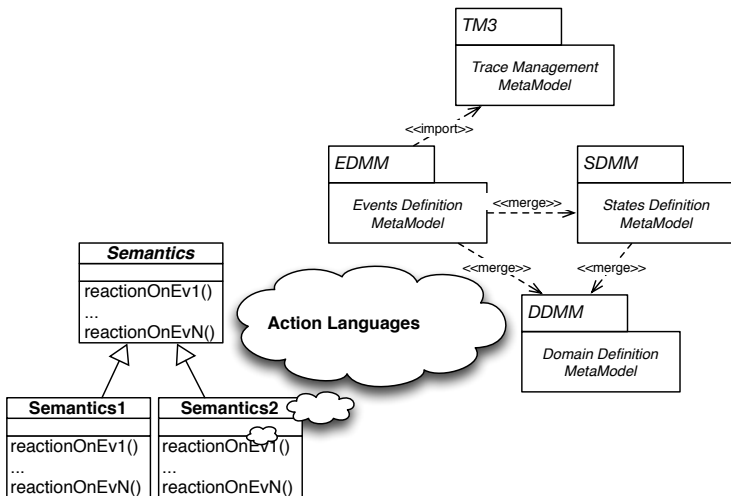 TM3
Trace Management
MetaModel
<<import>>
EDMM
SDMM
Events Definition
MetaModel
<<merge>>
States Definition
MetaModel
<<merge>>
<<merge>>
Semantics
reactionOnEv1()
...
reactionOnEvN()
Action Languages
DDMM
Domain Definition
MetaModel
Semantics1
reactionOnEv1()
...
reactionOnEvN()
Semantics2
reactionOnEv1()
...
reactionOnEvN()